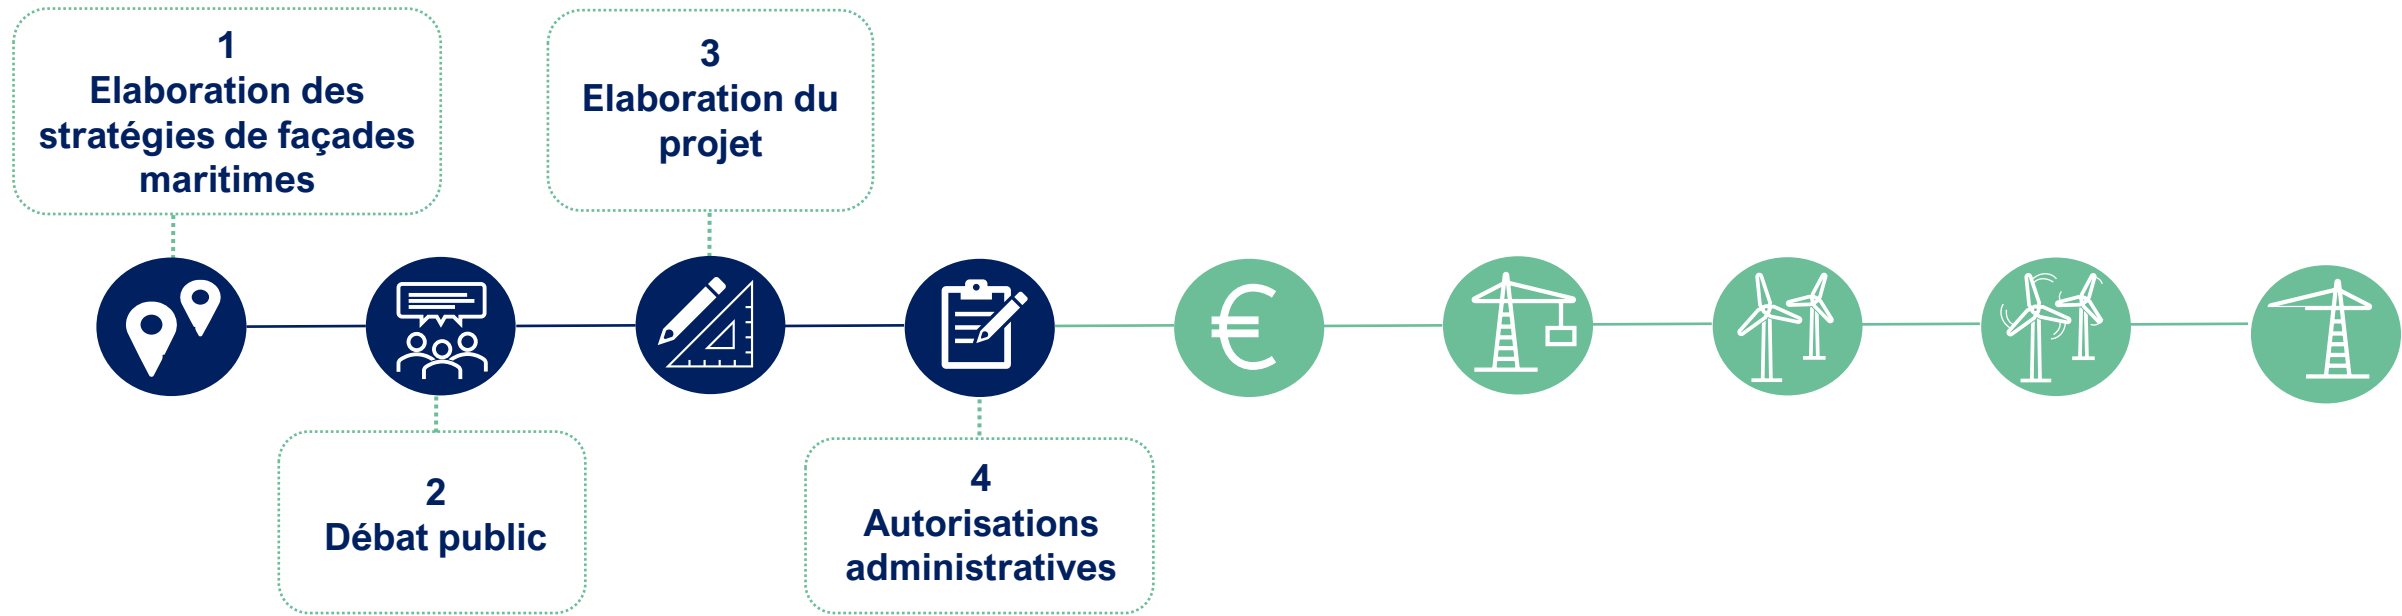 1
Elaboration des
stratégies de façades
maritimes
2
Débat public
3
Elaboration du
projet
4
Autorisations
administratives
€